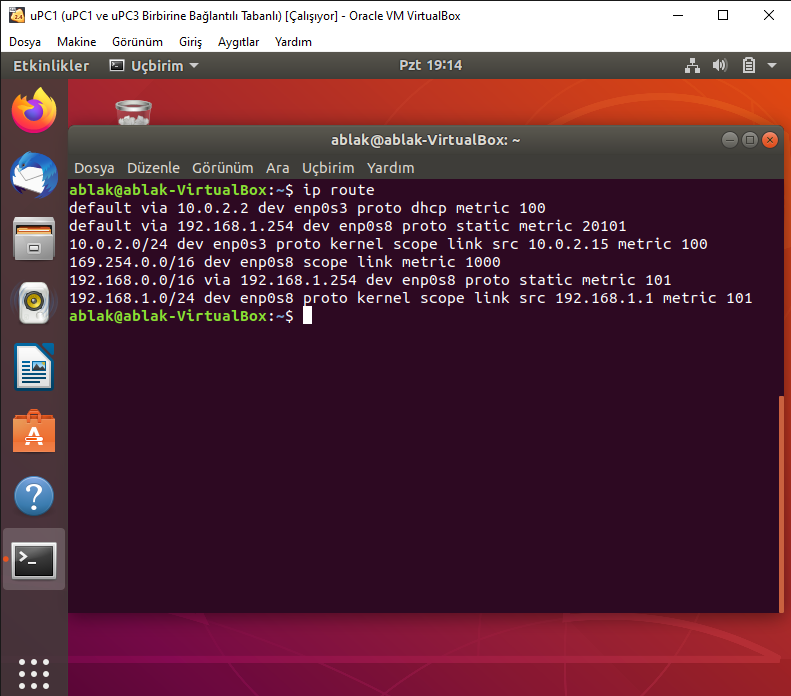 uPC1 (uPC1 ve uPC3 Birbirine Bağlantılı Tabanlı) [Çalışıyor] - Oracle VM VirtualBox
Dosya Makine Görünüm Giriş Aygıtlar Yardım
Etkinlikler Uçbirim Pzt 19:14
ablak@ablak-VirtualBox: ~
Dosya Düzenle Görünüm Ara Uçbirim Yardım
ablak@ablak-VirtualBox:~$ ip route
default via 10.0.2.2 dev enp0s3 proto dhcp metric 100
default via 192.168.1.254 dev enp0s8 proto static metric 20101
10.0.2.0/24 dev enp0s3 proto kernel scope link src 10.0.2.15 metric 100
169.254.0.0/16 dev enp0s8 scope link metric 1000
192.168.0.0/16 via 192.168.1.254 dev enp0s8 proto static metric 101
192.168.1.0/24 dev enp0s8 proto kernel scope link src 192.168.1.1 metric 101
ablak@ablak-VirtualBox:~$